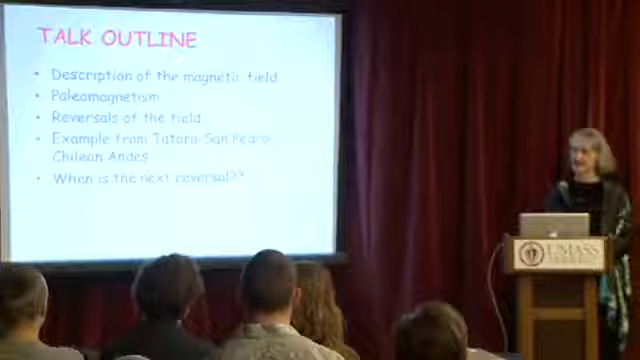 TALK OUTLINE
• Description of the magnetic field
• Paleomagnetism
• Reversals of the field
• Example from Tatara-San Pedro-
Chilean Andes
• When is the next reversal??
UMASS